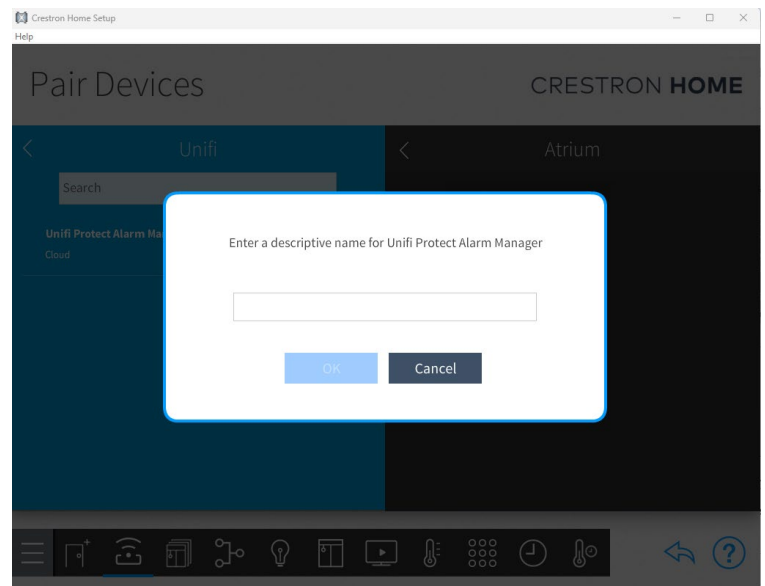 Crestron Home Setup
Help
Pair Devices
CRESTRON HOME
Unifi
Atrium
Search
Unifi Protect Alarm Ma
Cloud
Enter a descriptive name for Unifi Protect Alarm Manager
OK
Cancel
?